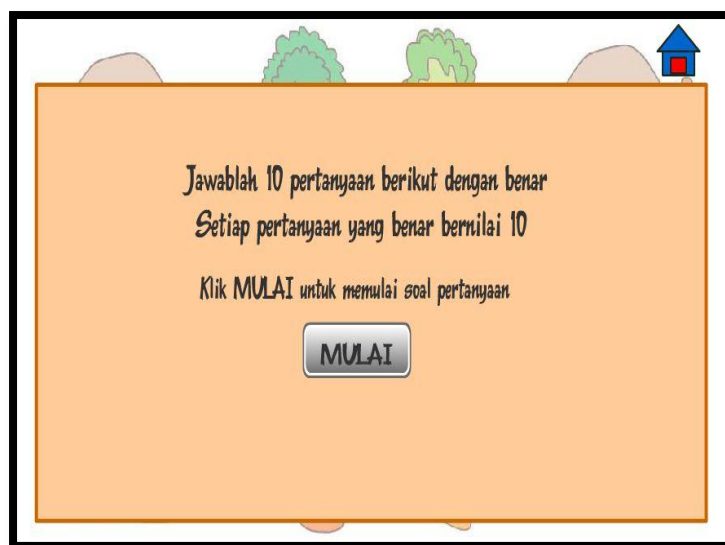 Jawablah 10 pertanyaan berikut dengan benar
Setiap pertanyaan yang benar bernilai 10
Klik MULAI untuk memulai soal pertanyaan
MULAI